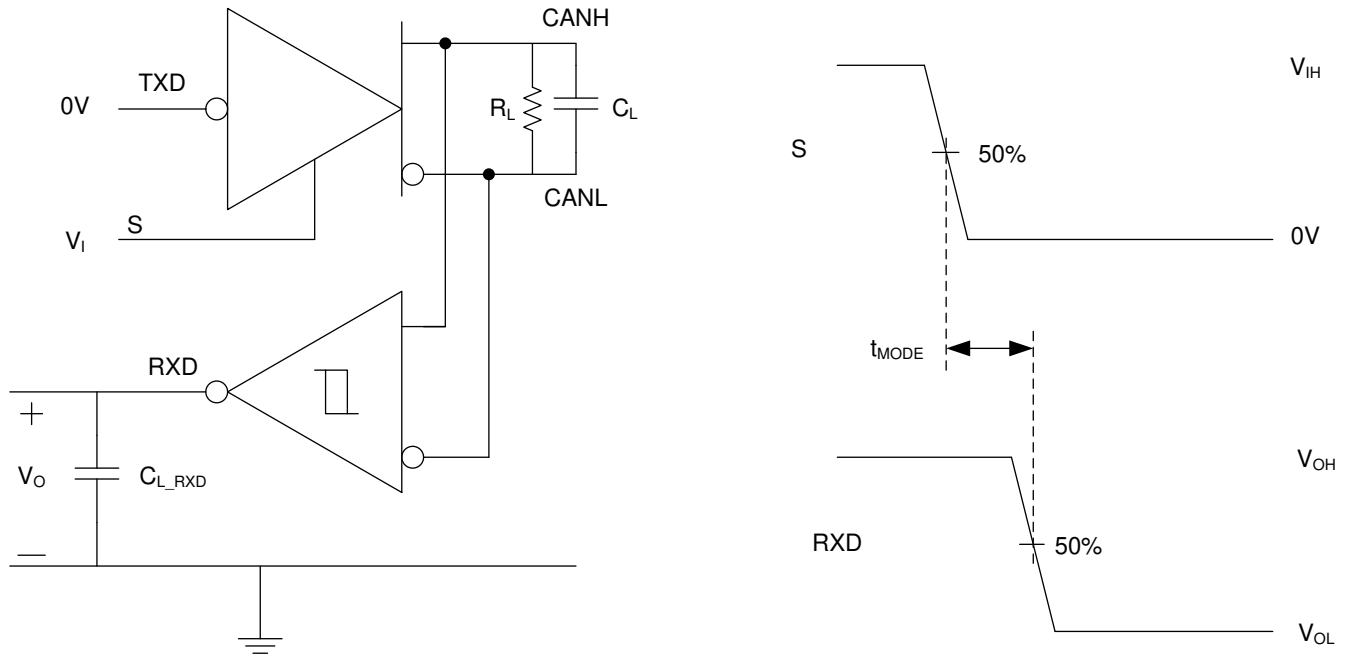 CANH
TXD
0V
R_L
C_L
CANL
S
V_I
RXD
+
V_O
C_L_RXD
—
V_IH
S
50%
0V
t_MODE
V_OH
RXD
50%
V_OL